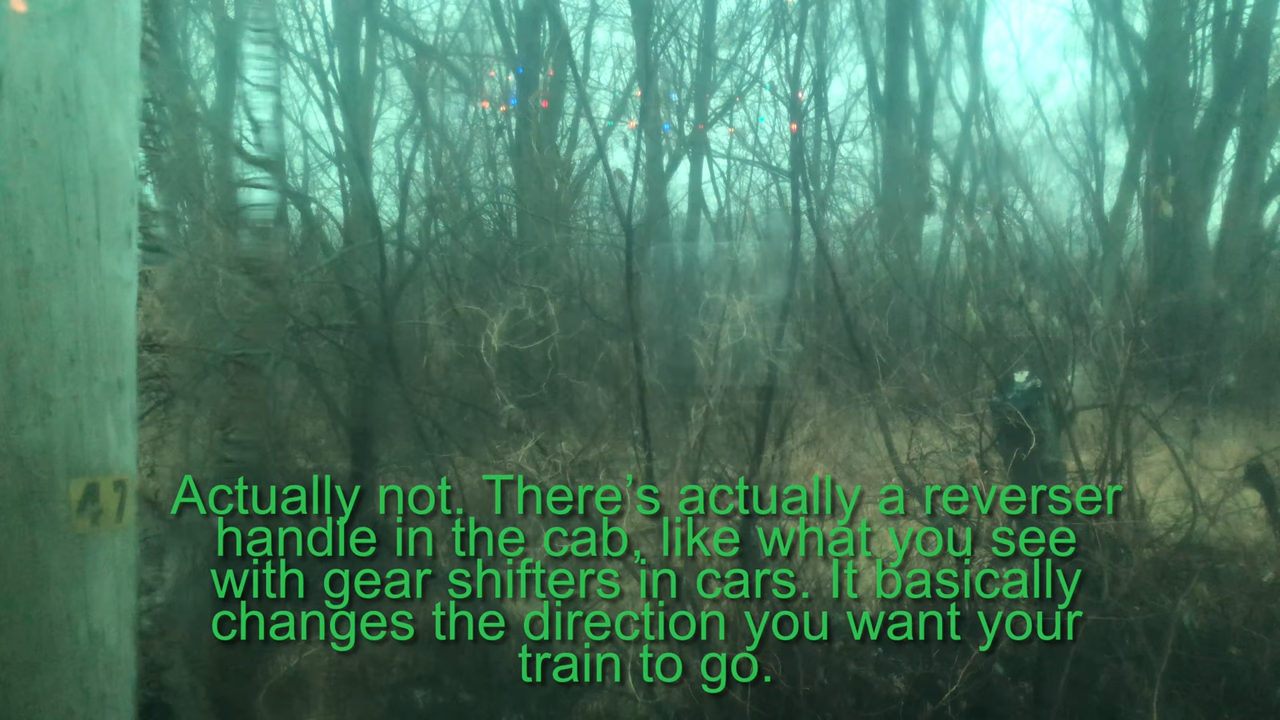 41
Actually not. There’s actually a reverser
handle in the cab, like what you see
with gear shifters in cars. It basically
changes the direction you want your
train to go.